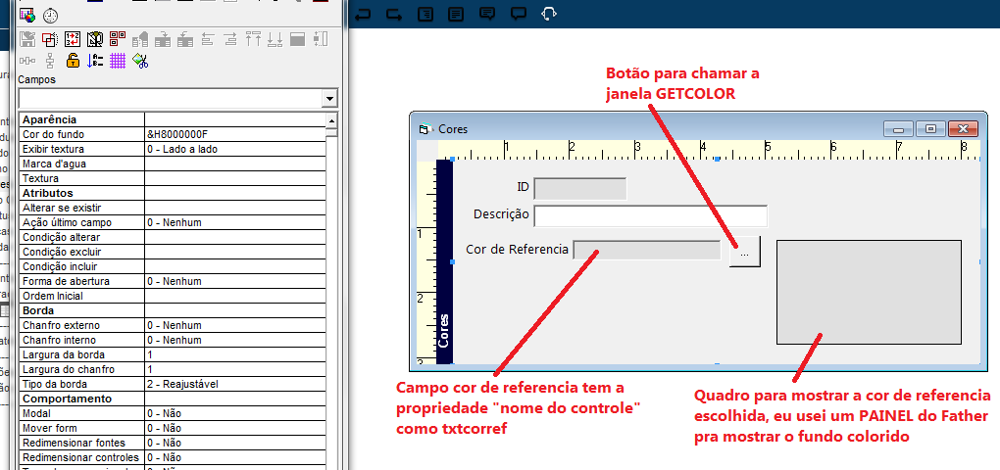 Campos
Aparência
Cor do fundo &H8000000F
Exibir textura 0 - Lado a lado
Marca d'agua
Textura
Atributos
Alterar se existir
Ação último campo 0 - Nenhum
Condição alterar
Condição excluir
Condição incluir
Forma de abertura 0 - Nenhum
Ordem Inicial
Borda
Chanfro externo 0 - Nenhum
Chanfro interno 0 - Nenhum
Largura da borda 1
Largura do chanfro 1
Tipo da borda 2 - Reajustável
Comportamento
Modal 0 - Não
Mover form 0 - Não
Redimensionar fontes 0 - Não
Redimensionar controles 0 - Não
Botão para chamar a
janela GETCOLOR
Cores
1 2 3 4 5 6 7 8
1
2
3
Cores
ID
Descrição
Cor de Referencia ...
Campo cor de referencia tem a
propriedade "nome do controle"
como txtcorref
Quadro para mostrar a cor de referencia
escolhida, eu usei um PAINEL do Father
pra mostrar o fundo colorido